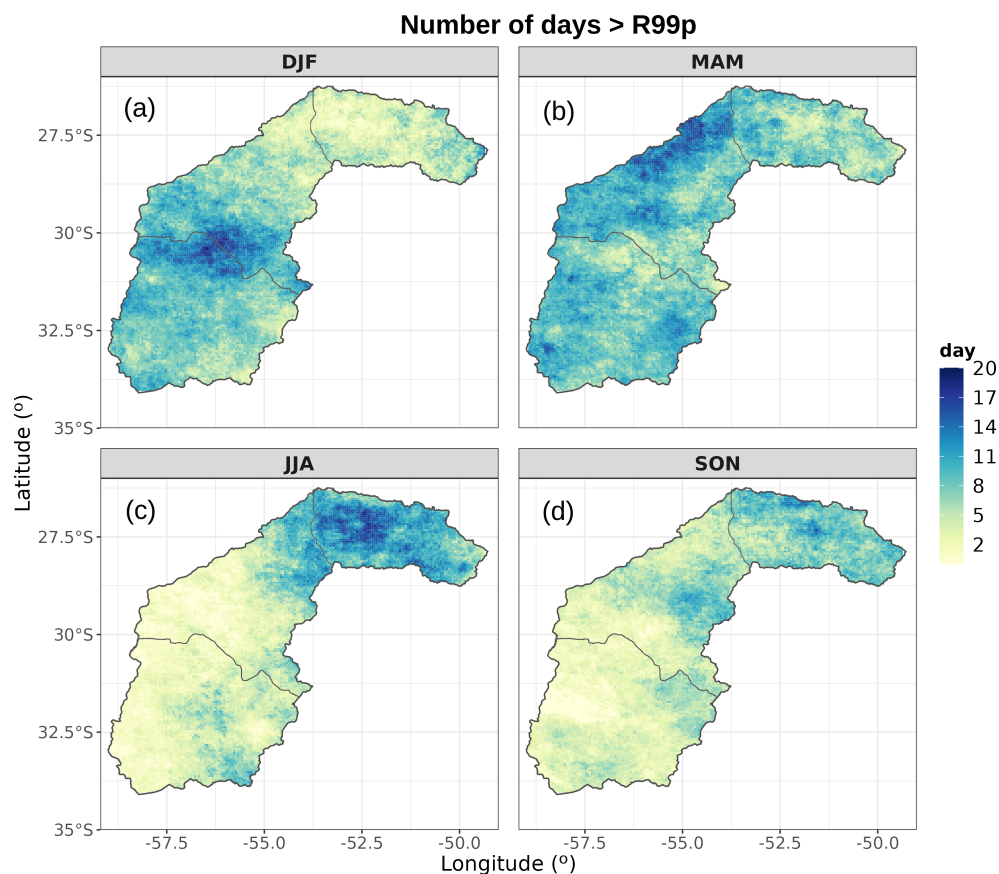 Number of days > R99p
DJF
MAM
(a)
(b)
27.5°S
30°S
32.5°S
35°S
JJA
SON
(c)
(d)
27.5°S
30°S
32.5°S
35°S
-57.5
-55.0
-52.5
-50.0
-57.5
-55.0
-52.5
-50.0
Latitude (º)
Longitude (º)
day
20
17
14
11
8
5
2